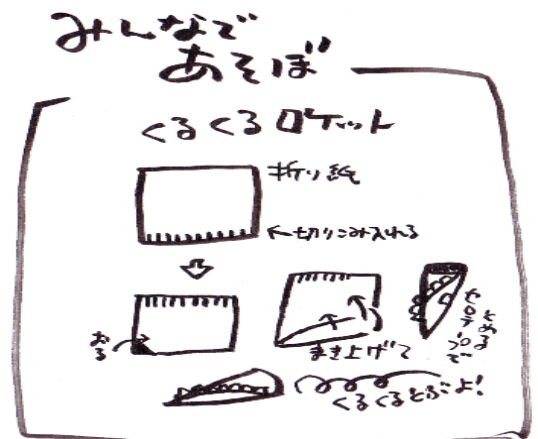 みんなで
あそぼ
くるくるロケット
折り紙
←切りこみ入れる
おる
まき上げて
セロテープで
とめる
くるくるとぶよ!